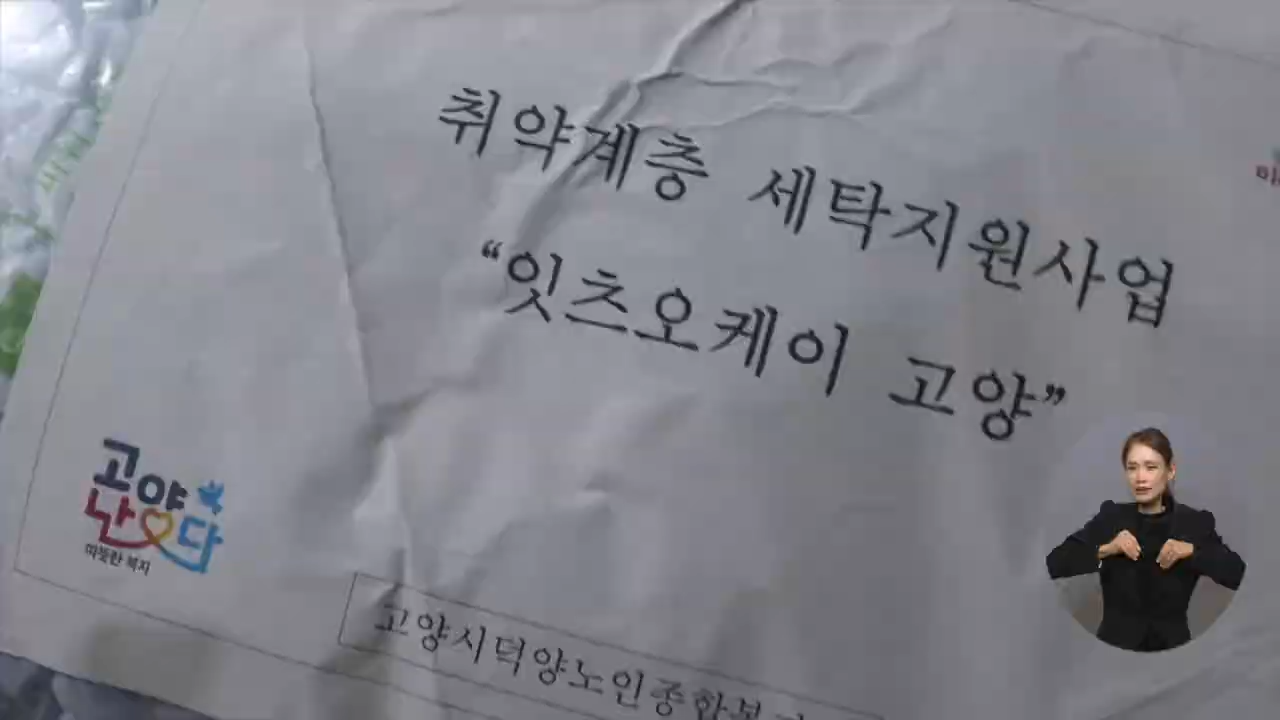 취약계층 세탁지원사업
“잇츠오케이 고양”
고양
난다
따뜻한 복지
고양시덕양노인종합복